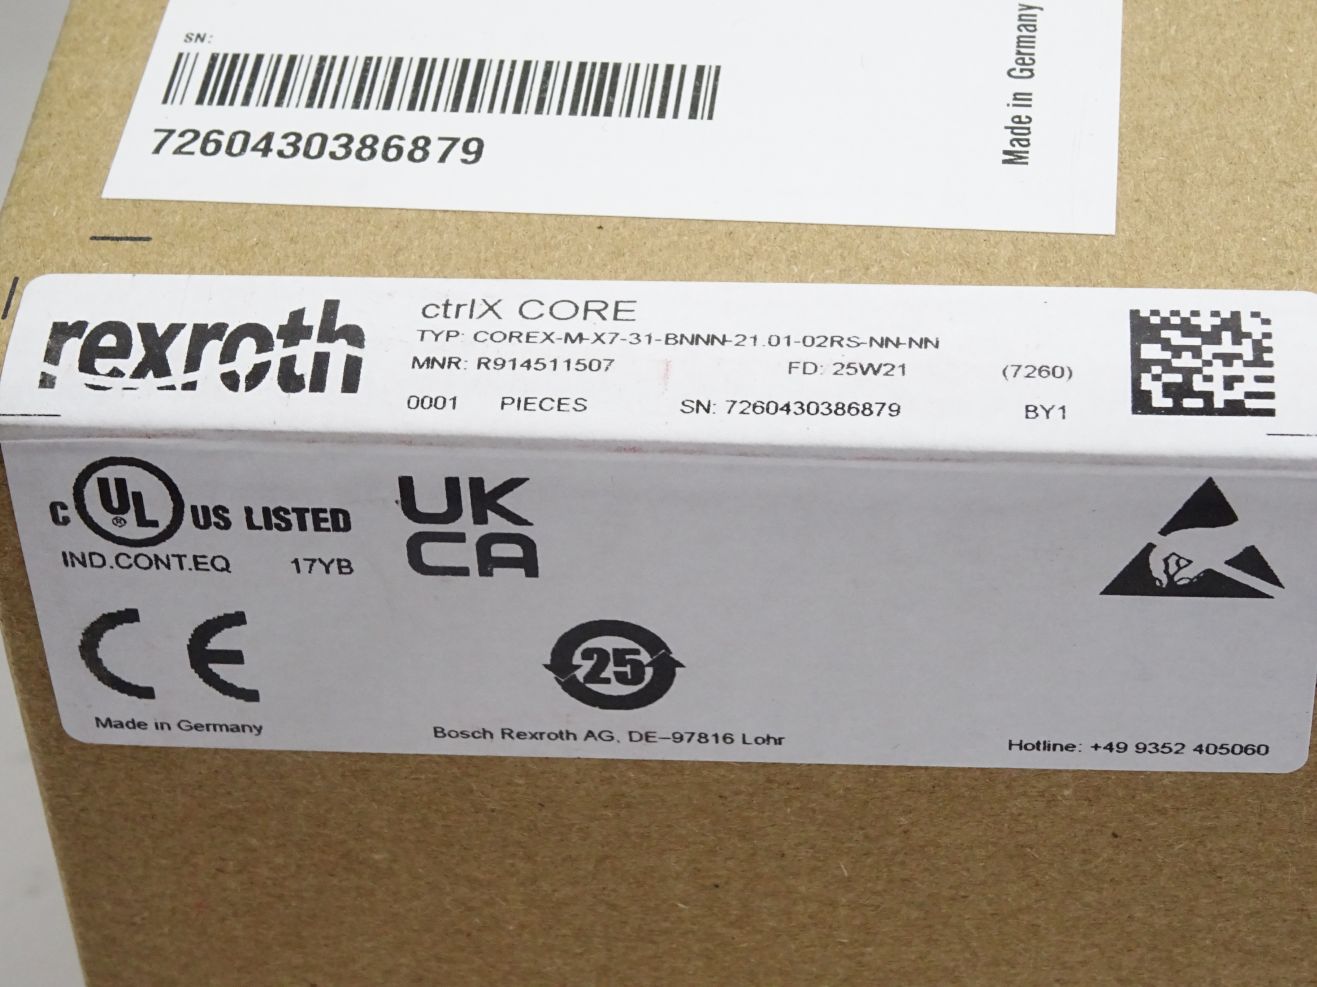 SN:
7260430386879
Made in Germany
rexroth
ctrlX CORE
TYP: COREX-M-X7-31-BNNN-21.01-02RS-NN-NN
MNR: R914511507 FD: 25W21 (7260)
0001 PIECES SN: 7260430386879 BY1
C UL® US LISTED
IND.CONT.EQ 17YB
UK
CA
CE
25
Made in Germany
Bosch Rexroth AG, DE-97816 Lohr
Hotline: +49 9352 405060